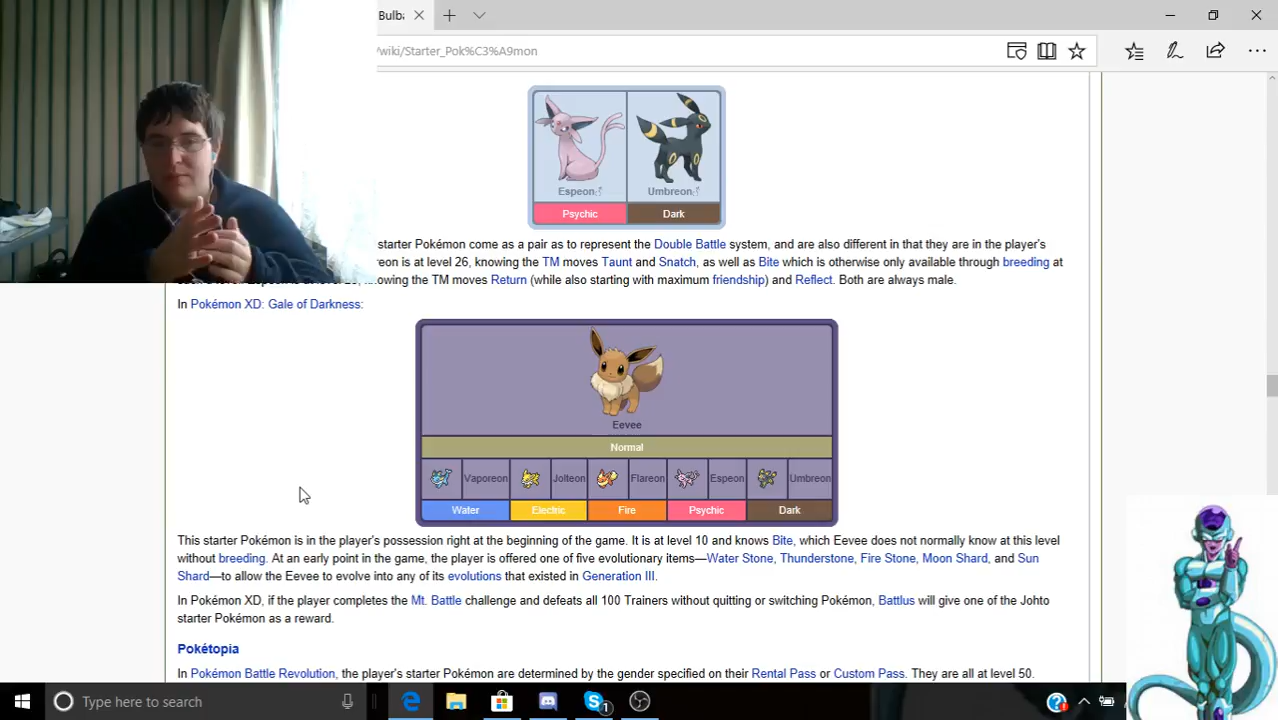 Bulba
/wiki/Starter_Pok%C3%A9mon
Espeon♂ Umbreon♂
Psychic Dark
starter Pokémon come as a pair as to represent the Double Battle system, and are also different in that they are in the player's
reon is at level 26, knowing the TM moves Taunt and Snatch, as well as Bite which is otherwise only available through breeding at
knowing the TM moves Return (while also starting with maximum friendship) and Reflect. Both are always male.
In Pokémon XD: Gale of Darkness:
Eevee
Normal
Vaporeon Jolteon Flareon Espeon Umbreon
Water Electric Fire Psychic Dark
This starter Pokémon is in the player's possession right at the beginning of the game. It is at level 10 and knows Bite, which Eevee does not normally know at this level
without breeding. At an early point in the game, the player is offered one of five evolutionary items—Water Stone, Thunderstone, Fire Stone, Moon Shard, and Sun
Shard—to allow the Eevee to evolve into any of its evolutions that existed in Generation III.
In Pokémon XD, if the player completes the Mt. Battle challenge and defeats all 100 Trainers without quitting or switching Pokémon, Battlus will give one of the Johto
starter Pokémon as a reward.
Pokétopia
In Pokémon Battle Revolution, the player's starter Pokémon are determined by the gender specified on their Rental Pass or Custom Pass. They are all at level 50.
Type here to search
1